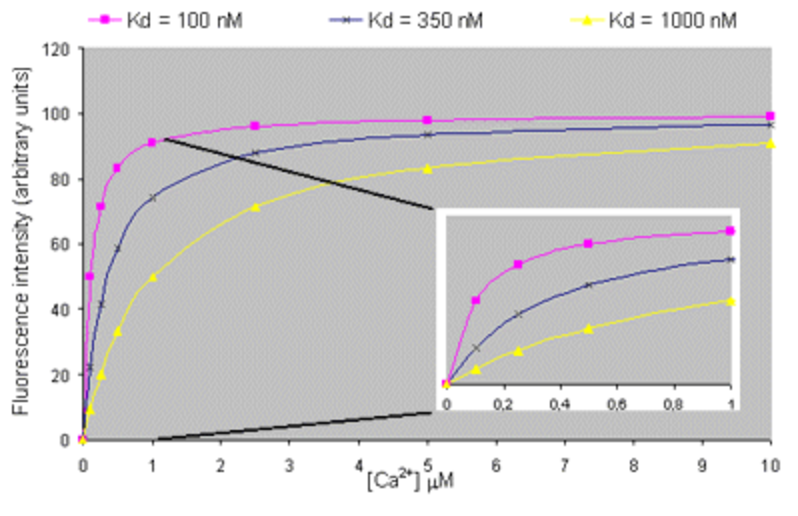 Kd = 100 nM Kd = 350 nM Kd = 1000 nM
120
100
80
60
40
20
0
Fluorescence intensity (arbitrary units)
0 0,2 0,4 0,6 0,8 1
0 1 2 3 4 5 6 7 8 9 10
[Ca²⁺] µM